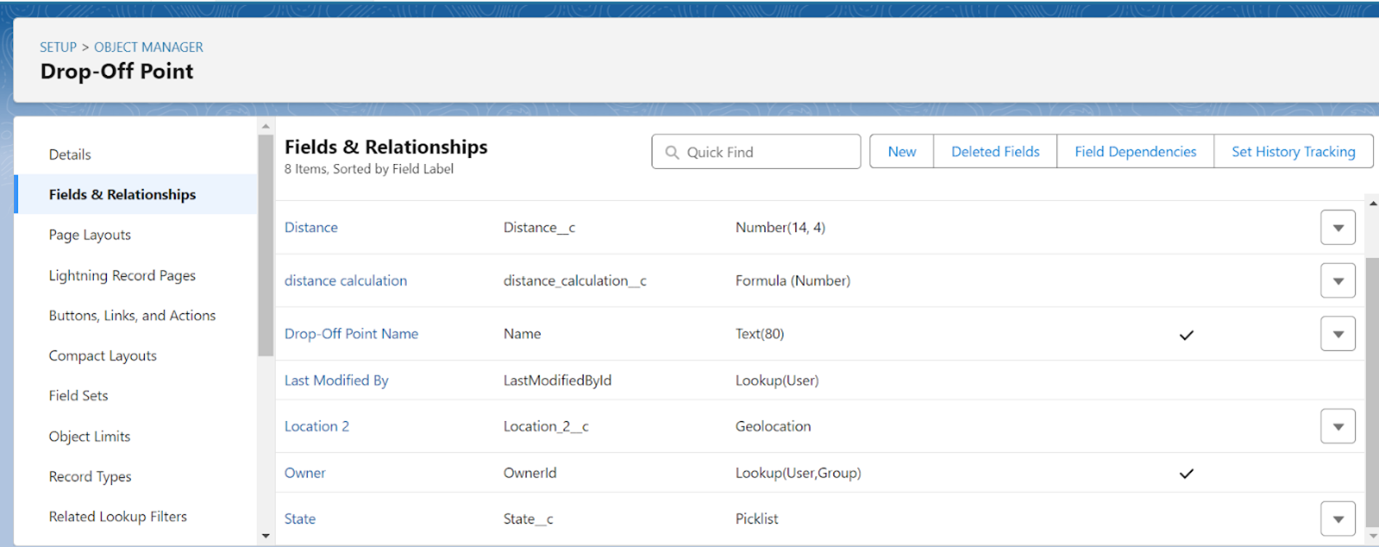 SETUP > OBJECT MANAGER
Drop-Off Point
Details
Fields & Relationships
Page Layouts
Lightning Record Pages
Buttons, Links, and Actions
Compact Layouts
Field Sets
Object Limits
Record Types
Related Lookup Filters
Fields & Relationships
8 Items, Sorted by Field Label
Quick Find
New
Deleted Fields
Field Dependencies
Set History Tracking
Distance Distance__c Number(14, 4)
distance calculation distance_calculation__c Formula (Number)
Drop-Off Point Name Name Text(80)
Last Modified By LastModifiedById Lookup(User)
Location 2 Location_2__c Geolocation
Owner OwnerId Lookup(User,Group)
State State__c Picklist